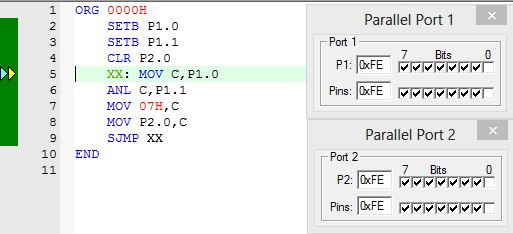 1 ORG 0000H
2 SETB P1.0
3 SETB P1.1
4 CLR P2.0
5 XX: MOV C,P1.0
6 ANL C,P1.1
7 MOV 07H,C
8 MOV P2.0,C
9 SJMP XX
10 END
11
Parallel Port 1
Port 1
7 Bits 0
P1: 0xFE
Pins: 0xFE
Parallel Port 2
Port 2
7 Bits 0
P2: 0xFE
Pins: 0xFE